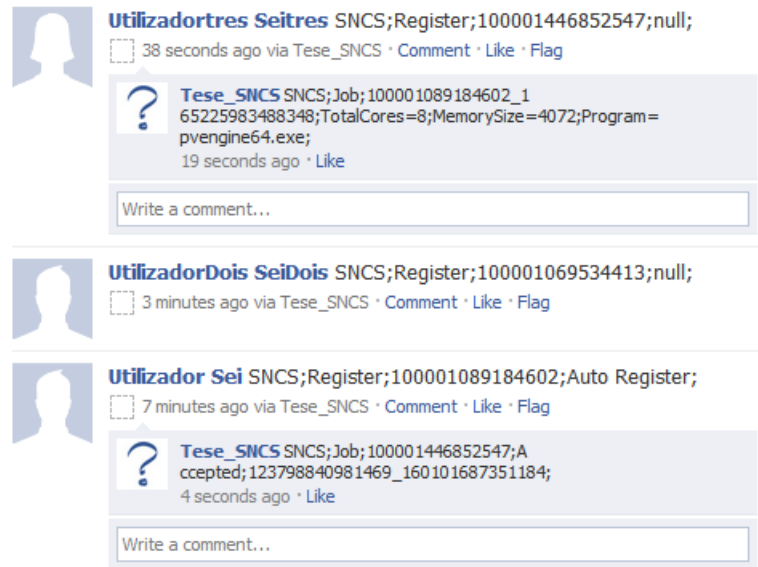 Utilizadortres Seitres SNCS;Register;100001446852547;null;
38 seconds ago via Tese_SNCS · Comment · Like · Flag
?
Tese_SNCS SNCS;Job;100001089184602_1
65225983488348;TotalCores=8;MemorySize=4072;Program=
pvengine64.exe;
19 seconds ago · Like
Write a comment...
UtilizadorDois SeiDois SNCS;Register;100001069534413;null;
3 minutes ago via Tese_SNCS · Comment · Like · Flag
Utilizador Sei SNCS;Register;100001089184602;Auto Register;
7 minutes ago via Tese_SNCS · Comment · Like · Flag
?
Tese_SNCS SNCS;Job;100001446852547;A
ccepted;123798840981469_160101687351184;
4 seconds ago · Like
Write a comment...